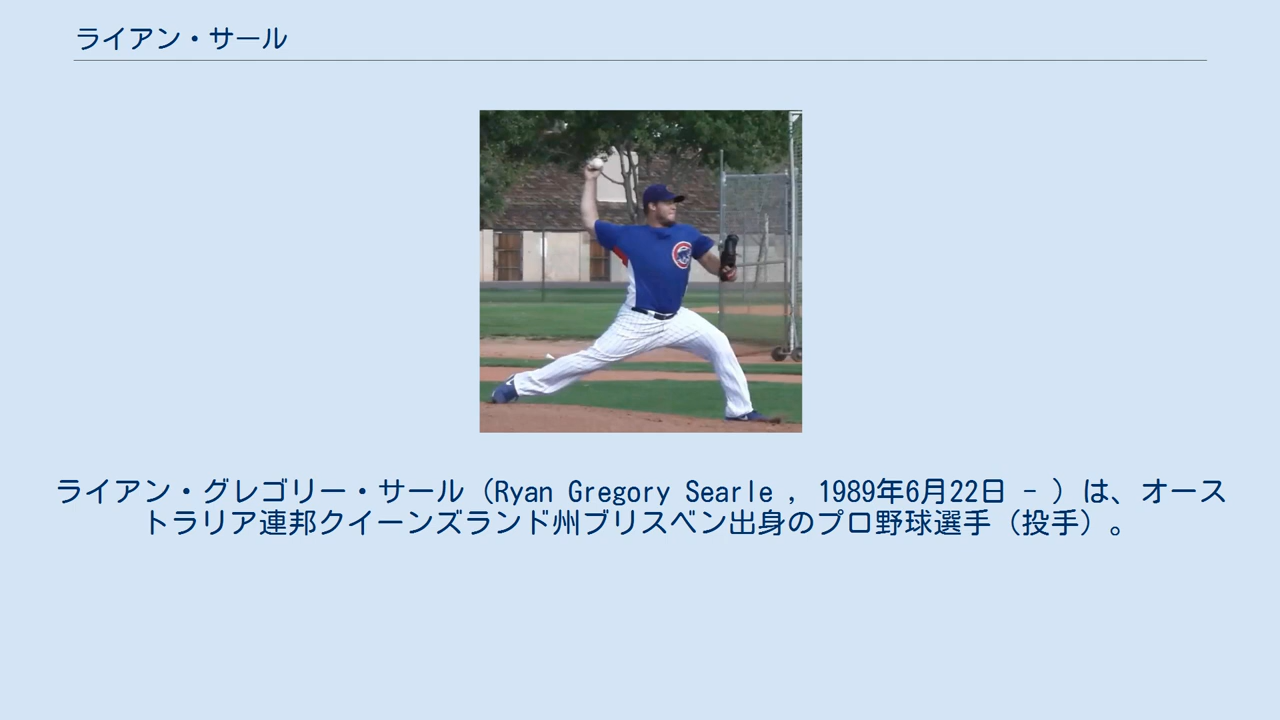 ライアン・サール
ライアン・グレゴリー・サール（Ryan Gregory Searle , 1989年6月22日 - ）は、オース
トラリア連邦クイーンズランド州ブリスベン出身のプロ野球選手（投手）。